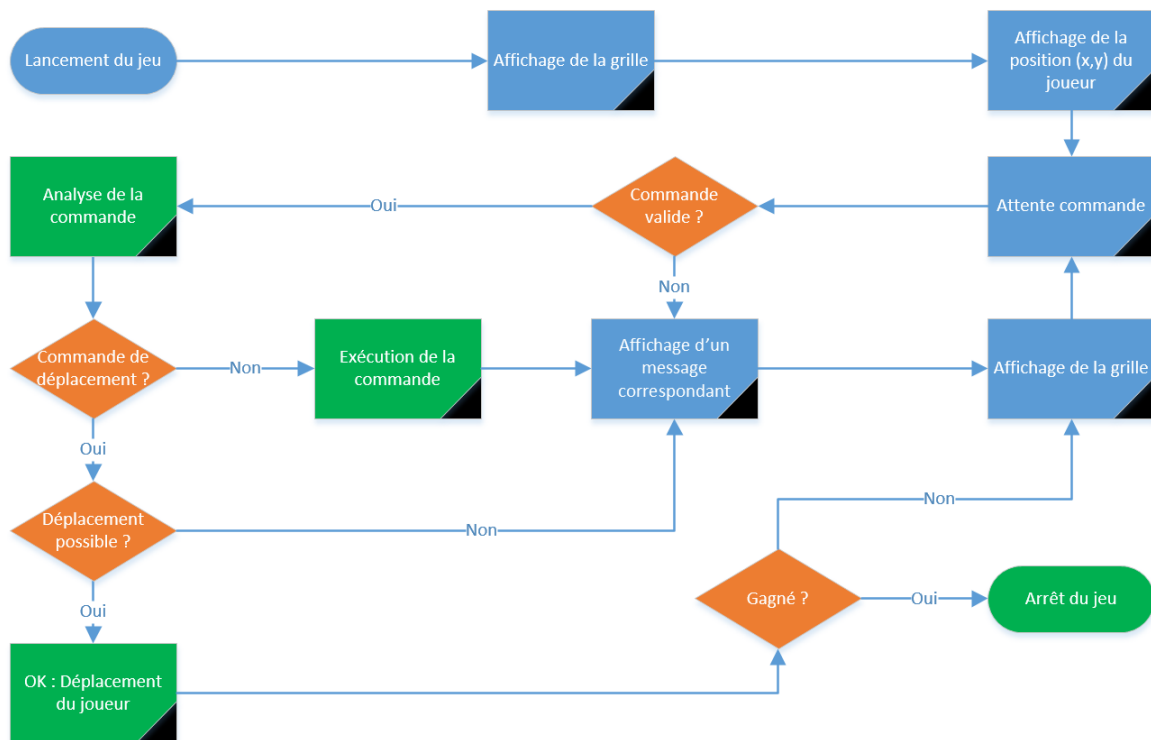 Lancement du jeu
Affichage de la grille
Affichage de la
position (x,y) du
joueur
Analyse de la
commande
Oui
Commande
valide ?
Attente commande
Non
Commande de
déplacement ?
Non
Exécution de la
commande
Affichage d’un
message
correspondant
Affichage de la grille
Oui
Déplacement
possible ?
Non
Non
Oui
Gagné ?
Oui
Arrêt du jeu
OK : Déplacement
du joueur